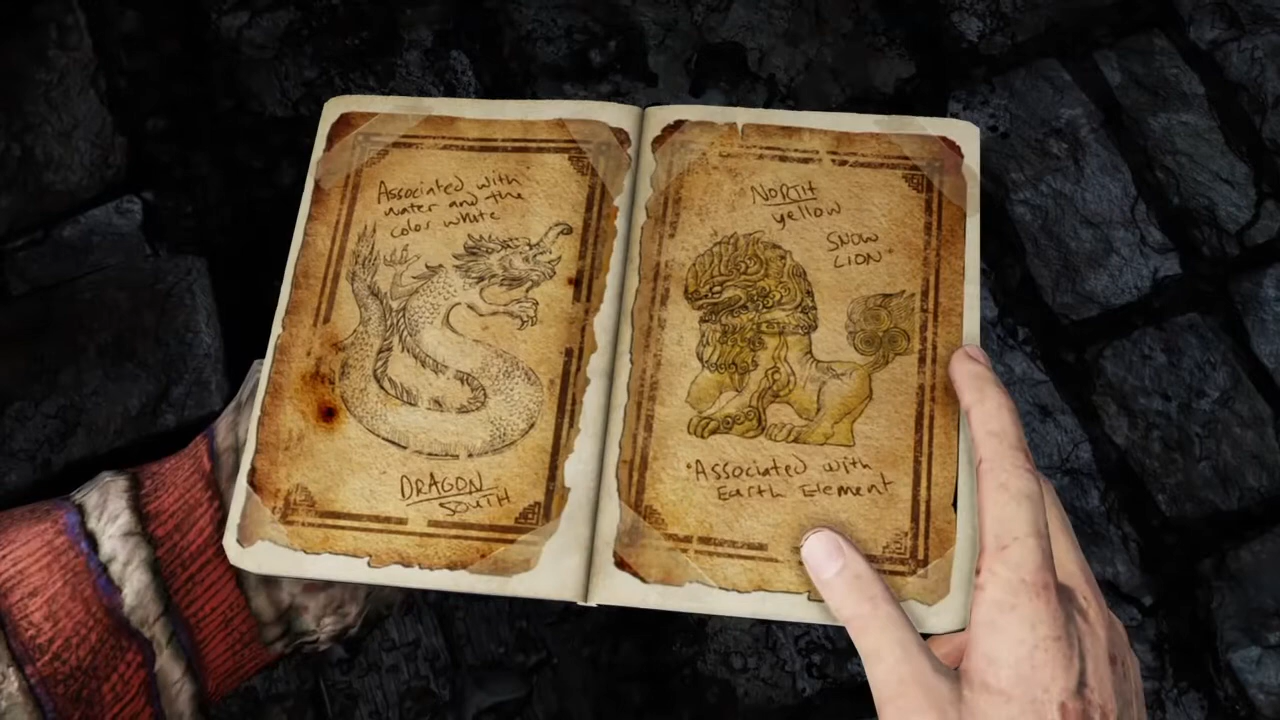 Associated with
water and the
color white
DRAGON
SOUTH
NORTH
yellow
SNOW
LION
Associated with
Earth Element